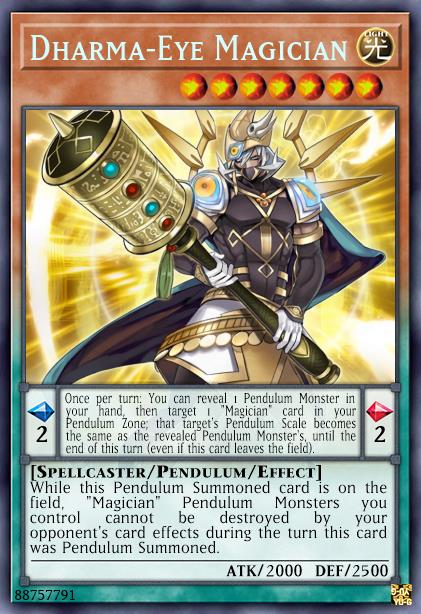 Dharma-Eye Magician
LIGHT
光
Once per turn: You can reveal 1 Pendulum Monster in
your hand, then target 1 "Magician" card in your
Pendulum Zone; that target's Pendulum Scale becomes
the same as the revealed Pendulum Monster's, until the
end of this turn (even if this card leaves the field).
2
2
[Spellcaster/Pendulum/Effect]
While this Pendulum Summoned card is on the
field, "Magician" Pendulum Monsters you
control cannot be destroyed by your
opponent's card effects during the turn this card
was Pendulum Summoned.
ATK/2000 DEF/2500
88757791